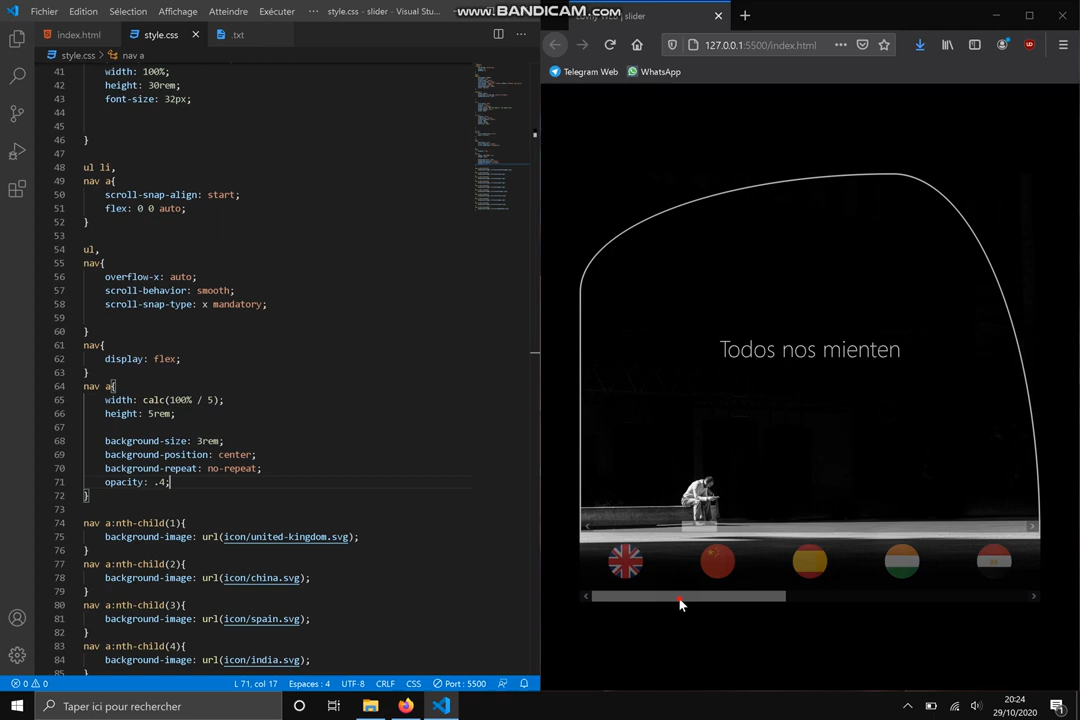 Fichier Edition Sélection Affichage Atteindre Exécuter ··· style.css - slider - Visual Stu...
www.BANDICAM.com
slider
index.html
style.css
.txt
127.0.0.1:5500/index.html
style.css > nav a
Telegram Web
WhatsApp
41 width: 100%;
42 height: 30rem;
43 font-size: 32px;
44
45
46 }
47
48 ul li,
49 nav a{
50 scroll-snap-align: start;
51 flex: 0 0 auto;
52 }
53
54 ul,
55 nav{
56 overflow-x: auto;
57 scroll-behavior: smooth;
58 scroll-snap-type: x mandatory;
59
60 }
61 nav{
62 display: flex;
63 }
64 nav a{
65 width: calc(100% / 5);
66 height: 5rem;
67
68 background-size: 3rem;
69 background-position: center;
70 background-repeat: no-repeat;
71 opacity: .4;
72 }
73
74 nav a:nth-child(1){
75 background-image: url(icon/united-kingdom.svg);
76 }
77 nav a:nth-child(2){
78 background-image: url(icon/china.svg);
79 }
80 nav a:nth-child(3){
81 background-image: url(icon/spain.svg);
82 }
83 nav a:nth-child(4){
84 background-image: url(icon/india.svg);
85 }
Todos nos mienten
0 0
L 71, col 17
Espaces : 4
UTF-8
CRLF
CSS
Port : 5500
Taper ici pour rechercher
20:24
29/10/2020
1